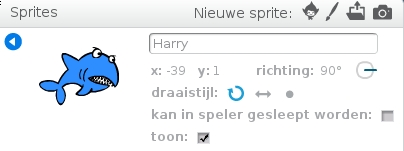 Sprites Nieuwe sprite:
Harry
x: -39 y: 1 richting: 90°
draaistijl:
kan in speler gesleept worden:
toon: